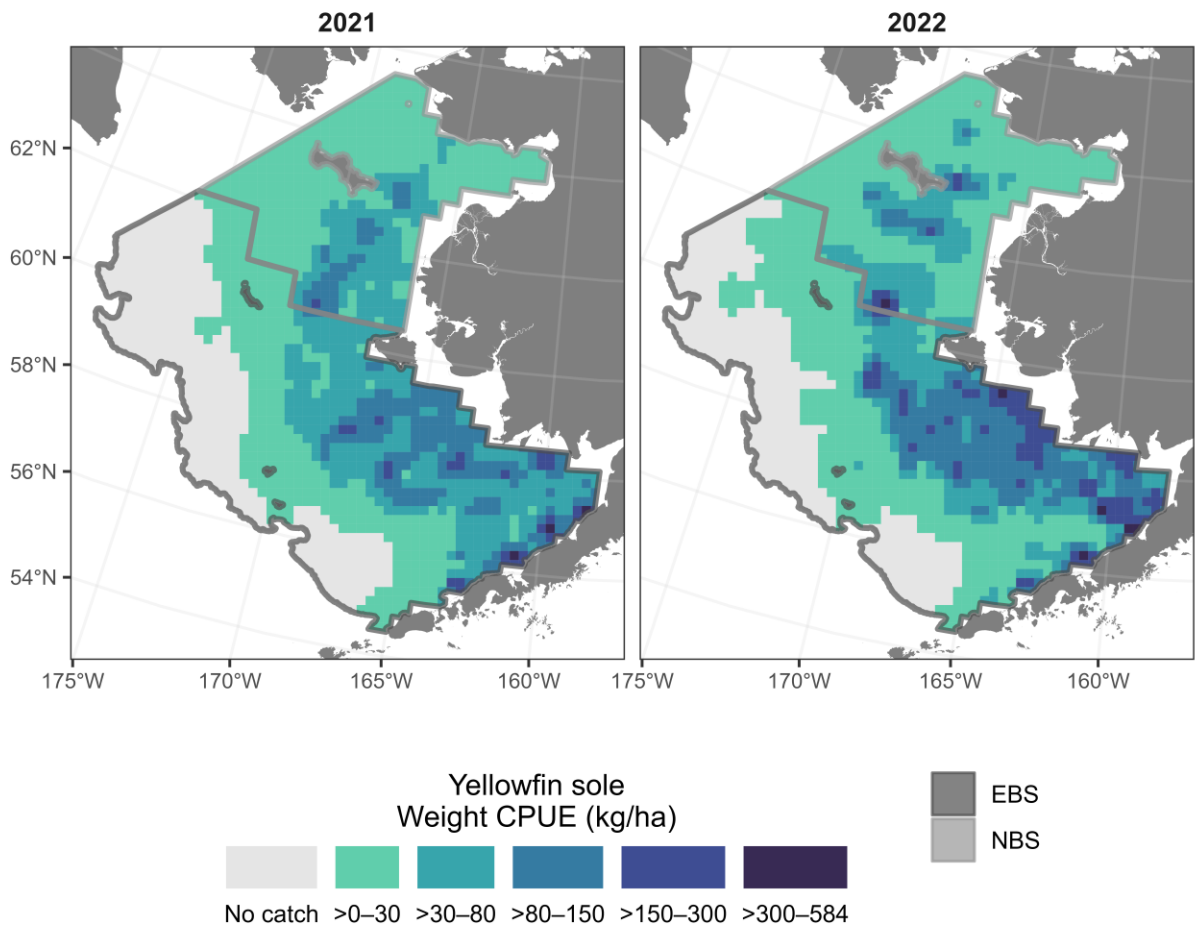 2021
2022
62°N
60°N
58°N
56°N
54°N
175°W
170°W
165°W
160°W
175°W
170°W
165°W
160°W
Yellowfin sole
Weight CPUE (kg/ha)
No catch
>0–30
>30–80
>80–150
>150–300
>300–584
EBS
NBS